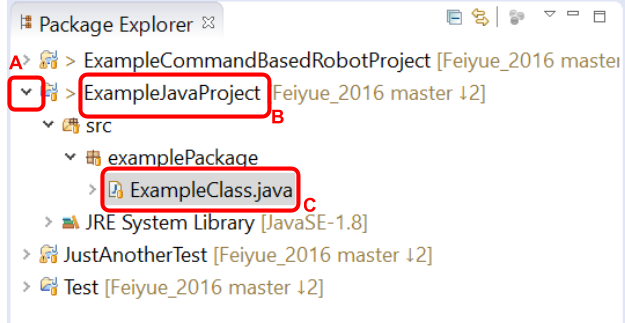 Package Explorer
A > ExampleCommandBasedRobotProject [Feiyue_2016 master
> ExampleJavaProject [Feiyue_2016 master ↓2]
B
src
examplePackage
ExampleClass.java
C
JRE System Library [JavaSE-1.8]
JustAnotherTest [Feiyue_2016 master ↓2]
Test [Feiyue_2016 master ↓2]